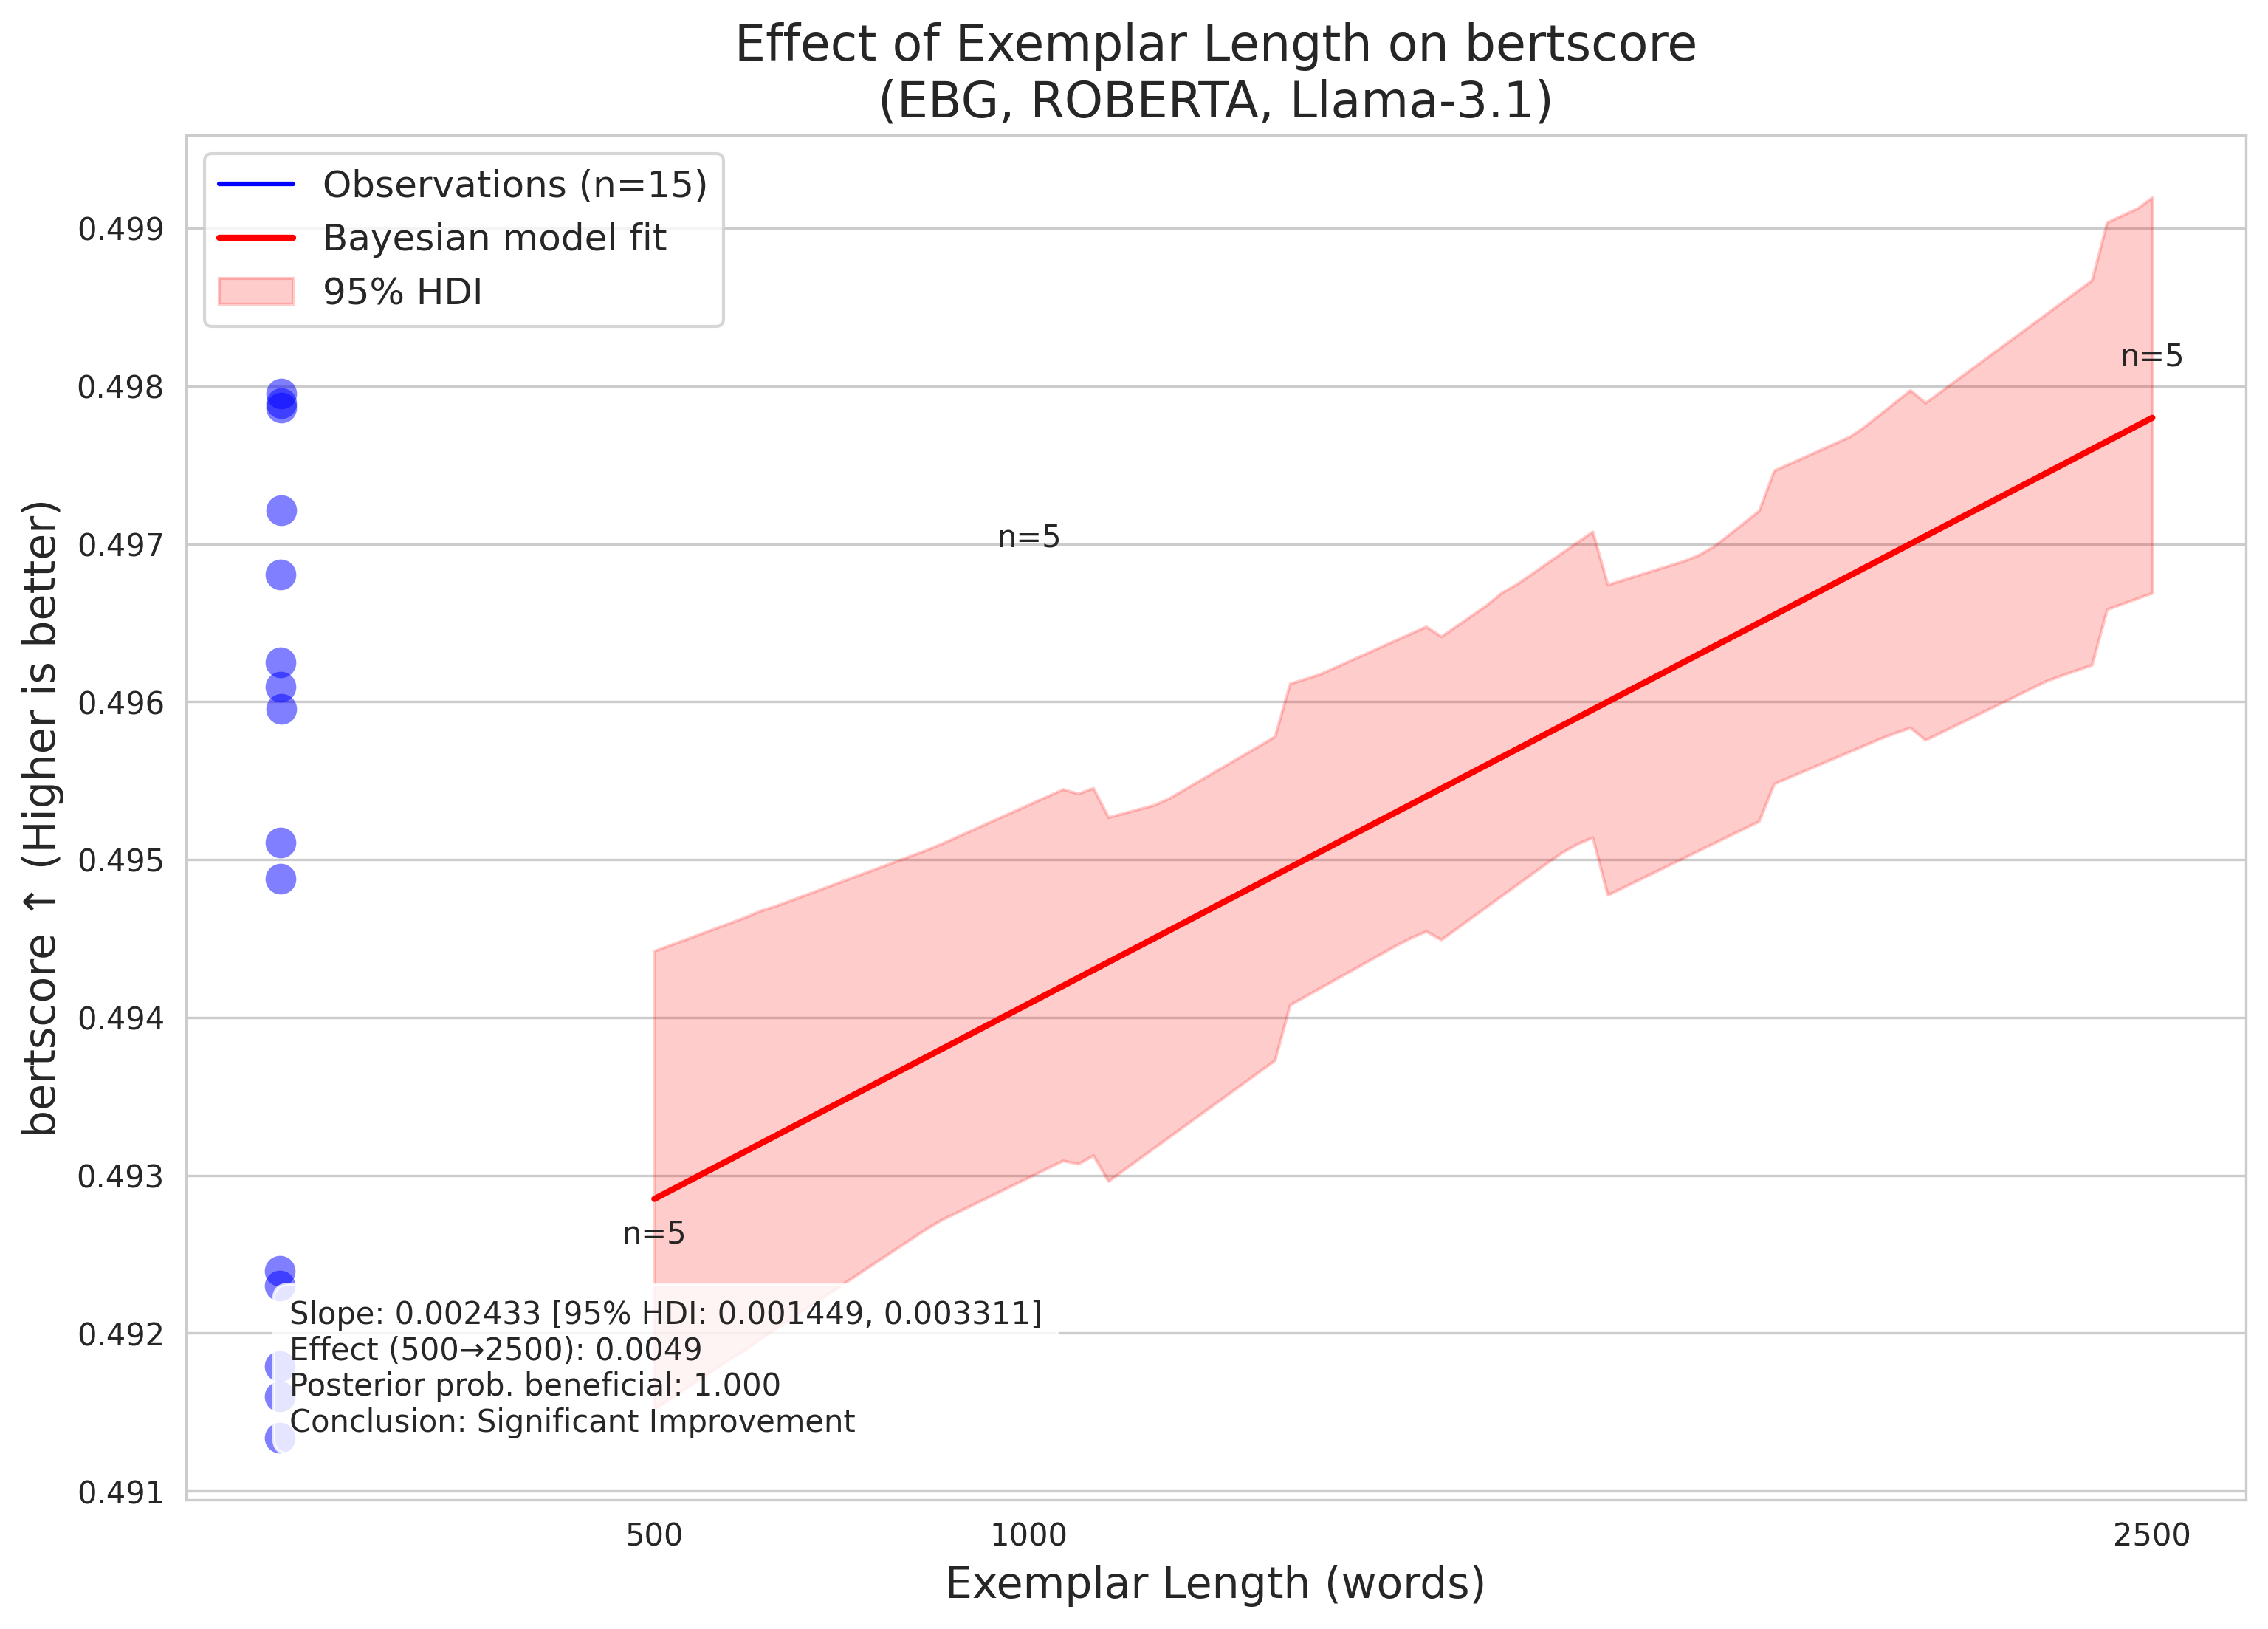 Effect of Exemplar Length on bertscore
(EBG, ROBERTA, Llama-3.1)
Observations (n=15)
Bayesian model fit
95% HDI
bertscore ↑ (Higher is better)
0.499
0.498
0.497
0.496
0.495
0.494
0.493
0.492
0.491
n=5
n=5
n=5
Slope: 0.002433 [95% HDI: 0.001449, 0.003311]
Effect (500→2500): 0.0049
Posterior prob. beneficial: 1.000
Conclusion: Significant Improvement
500
1000
2500
Exemplar Length (words)